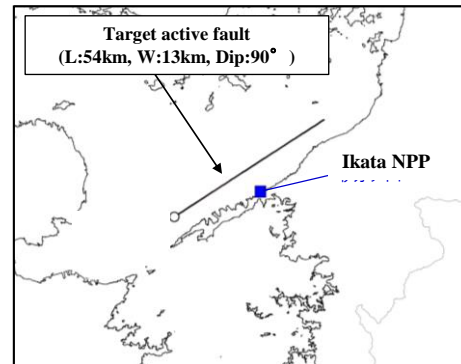 Target active fault
(L:54km, W:13km, Dip:90°)
Ikata NPP